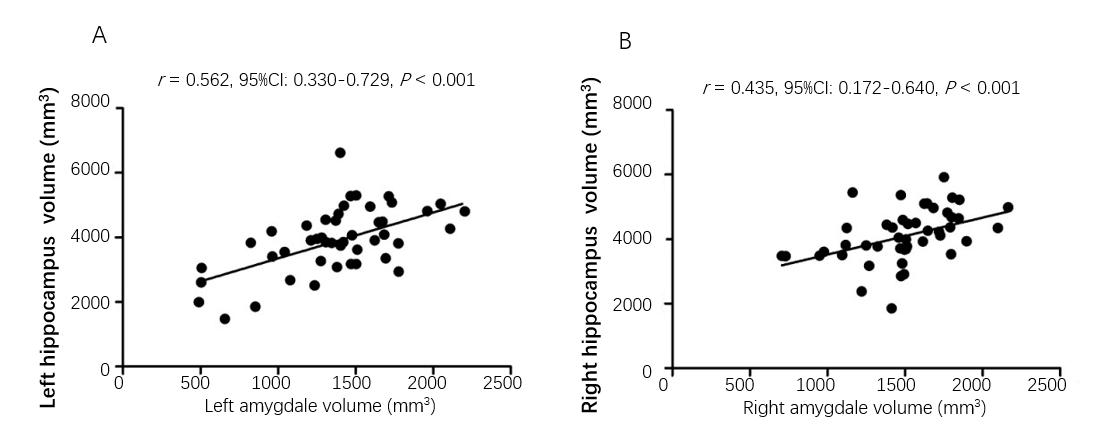 A
r = 0.562, 95%CI: 0.330-0.729, P < 0.001
Left hippocampus volume (mm³)
8000
6000
4000
2000
0
0 500 1000 1500 2000 2500
Left amygdale volume (mm³)
B
r = 0.435, 95%CI: 0.172-0.640, P < 0.001
Right hippocampus volume (mm³)
8000
6000
4000
2000
0
0 500 1000 1500 2000 2500
Right amygdale volume (mm³)